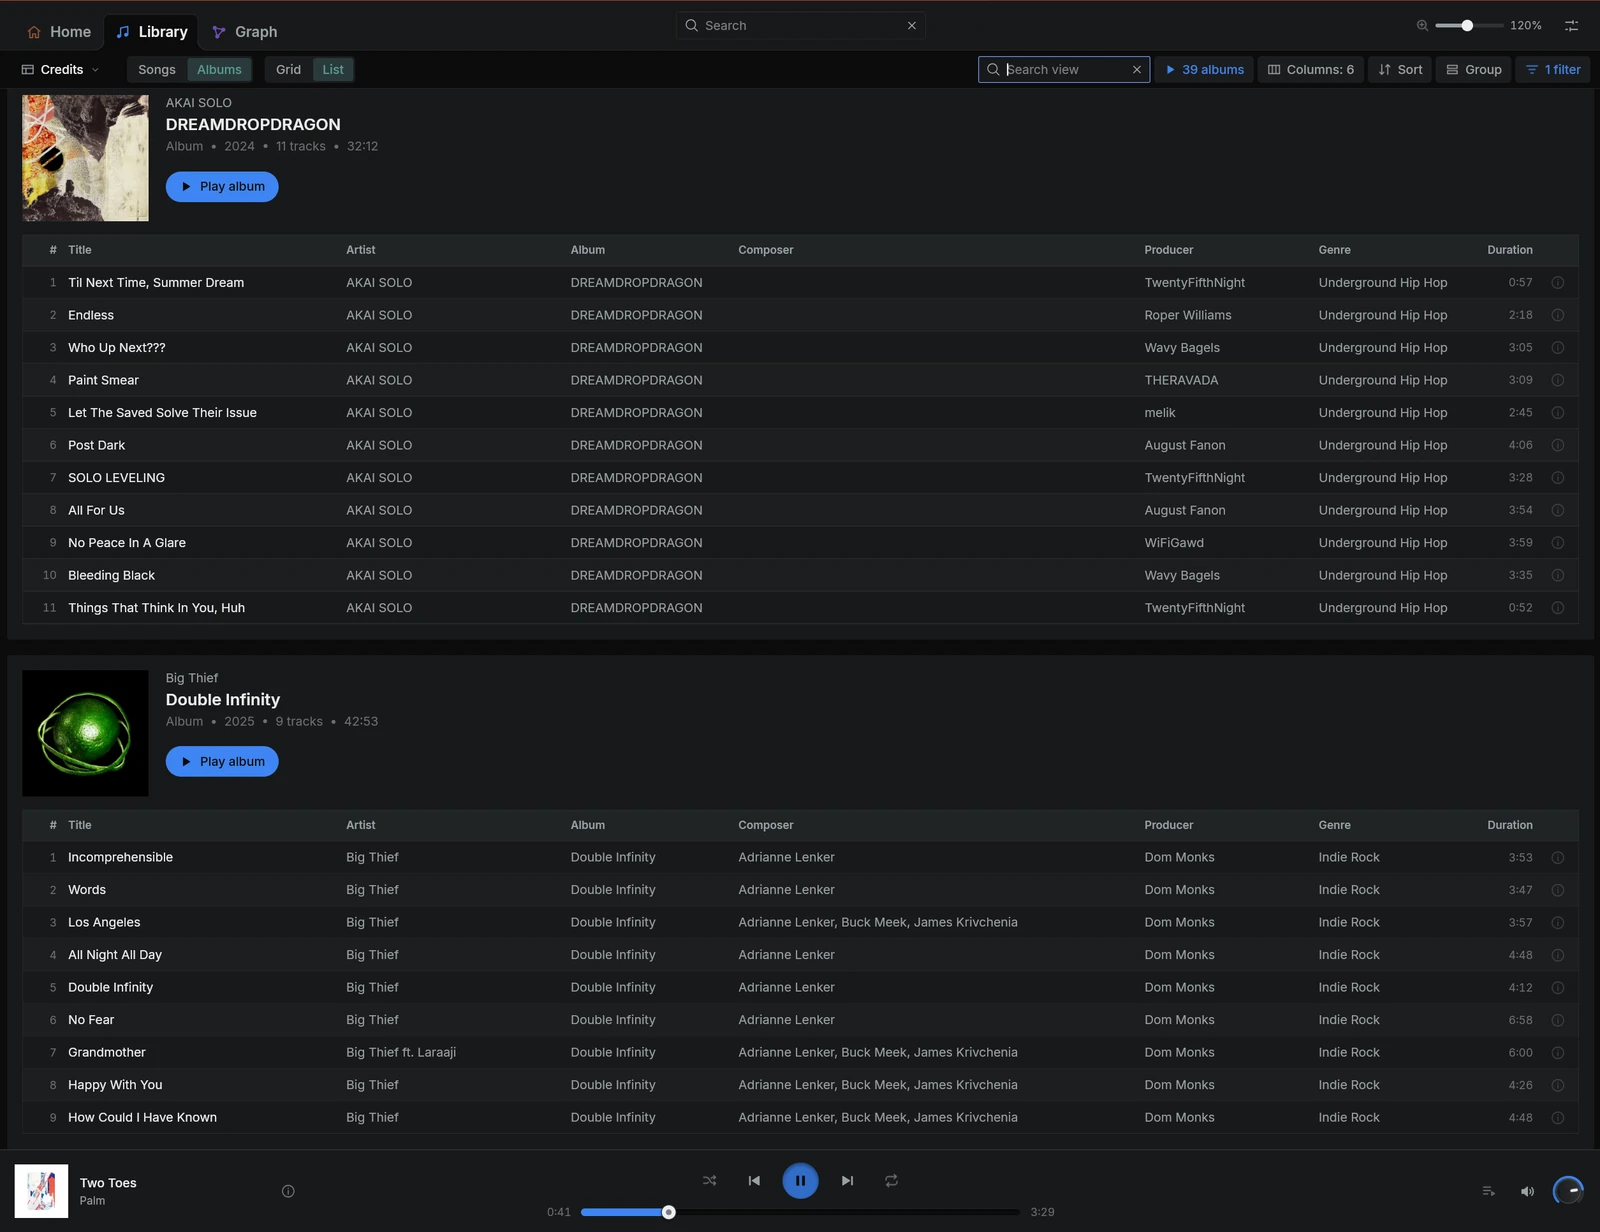 Home Library Graph Search 120%
Credits Songs Albums Grid List Search view 39 albums Columns: 6 Sort Group 1 filter
AKAI SOLO
DREAMDROPDRAGON
Album • 2024 • 11 tracks • 32:12
Play album
# Title Artist Album Composer Producer Genre Duration
1 Til Next Time, Summer Dream AKAI SOLO DREAMDROPDRAGON TwentyFifthNight Underground Hip Hop 0:57
2 Endless AKAI SOLO DREAMDROPDRAGON Roper Williams Underground Hip Hop 2:18
3 Who Up Next??? AKAI SOLO DREAMDROPDRAGON Wavy Bagels Underground Hip Hop 3:05
4 Paint Smear AKAI SOLO DREAMDROPDRAGON THERAVADA Underground Hip Hop 3:09
5 Let The Saved Solve Their Issue AKAI SOLO DREAMDROPDRAGON melik Underground Hip Hop 2:45
6 Post Dark AKAI SOLO DREAMDROPDRAGON August Fanon Underground Hip Hop 4:06
7 SOLO LEVELING AKAI SOLO DREAMDROPDRAGON TwentyFifthNight Underground Hip Hop 3:28
8 All For Us AKAI SOLO DREAMDROPDRAGON August Fanon Underground Hip Hop 3:54
9 No Peace In A Glare AKAI SOLO DREAMDROPDRAGON WiFiGawd Underground Hip Hop 3:59
10 Bleeding Black AKAI SOLO DREAMDROPDRAGON Wavy Bagels Underground Hip Hop 3:35
11 Things That Think In You, Huh AKAI SOLO DREAMDROPDRAGON TwentyFifthNight Underground Hip Hop 0:52
Big Thief
Double Infinity
Album • 2025 • 9 tracks • 42:53
Play album
# Title Artist Album Composer Producer Genre Duration
1 Incomprehensible Big Thief Double Infinity Adrianne Lenker Dom Monks Indie Rock 3:53
2 Words Big Thief Double Infinity Adrianne Lenker Dom Monks Indie Rock 3:47
3 Los Angeles Big Thief Double Infinity Adrianne Lenker, Buck Meek, James Krivchenia Dom Monks Indie Rock 3:57
4 All Night All Day Big Thief Double Infinity Adrianne Lenker Dom Monks Indie Rock 4:48
5 Double Infinity Big Thief Double Infinity Adrianne Lenker Dom Monks Indie Rock 4:12
6 No Fear Big Thief Double Infinity Adrianne Lenker Dom Monks Indie Rock 6:58
7 Grandmother Big Thief ft. Laraaji Double Infinity Adrianne Lenker, Buck Meek, James Krivchenia Dom Monks Indie Rock 6:00
8 Happy With You Big Thief Double Infinity Adrianne Lenker, Buck Meek, James Krivchenia Dom Monks Indie Rock 4:26
9 How Could I Have Known Big Thief Double Infinity Adrianne Lenker, Buck Meek, James Krivchenia Dom Monks Indie Rock 4:48
Two Toes
Palm
0:41 3:29